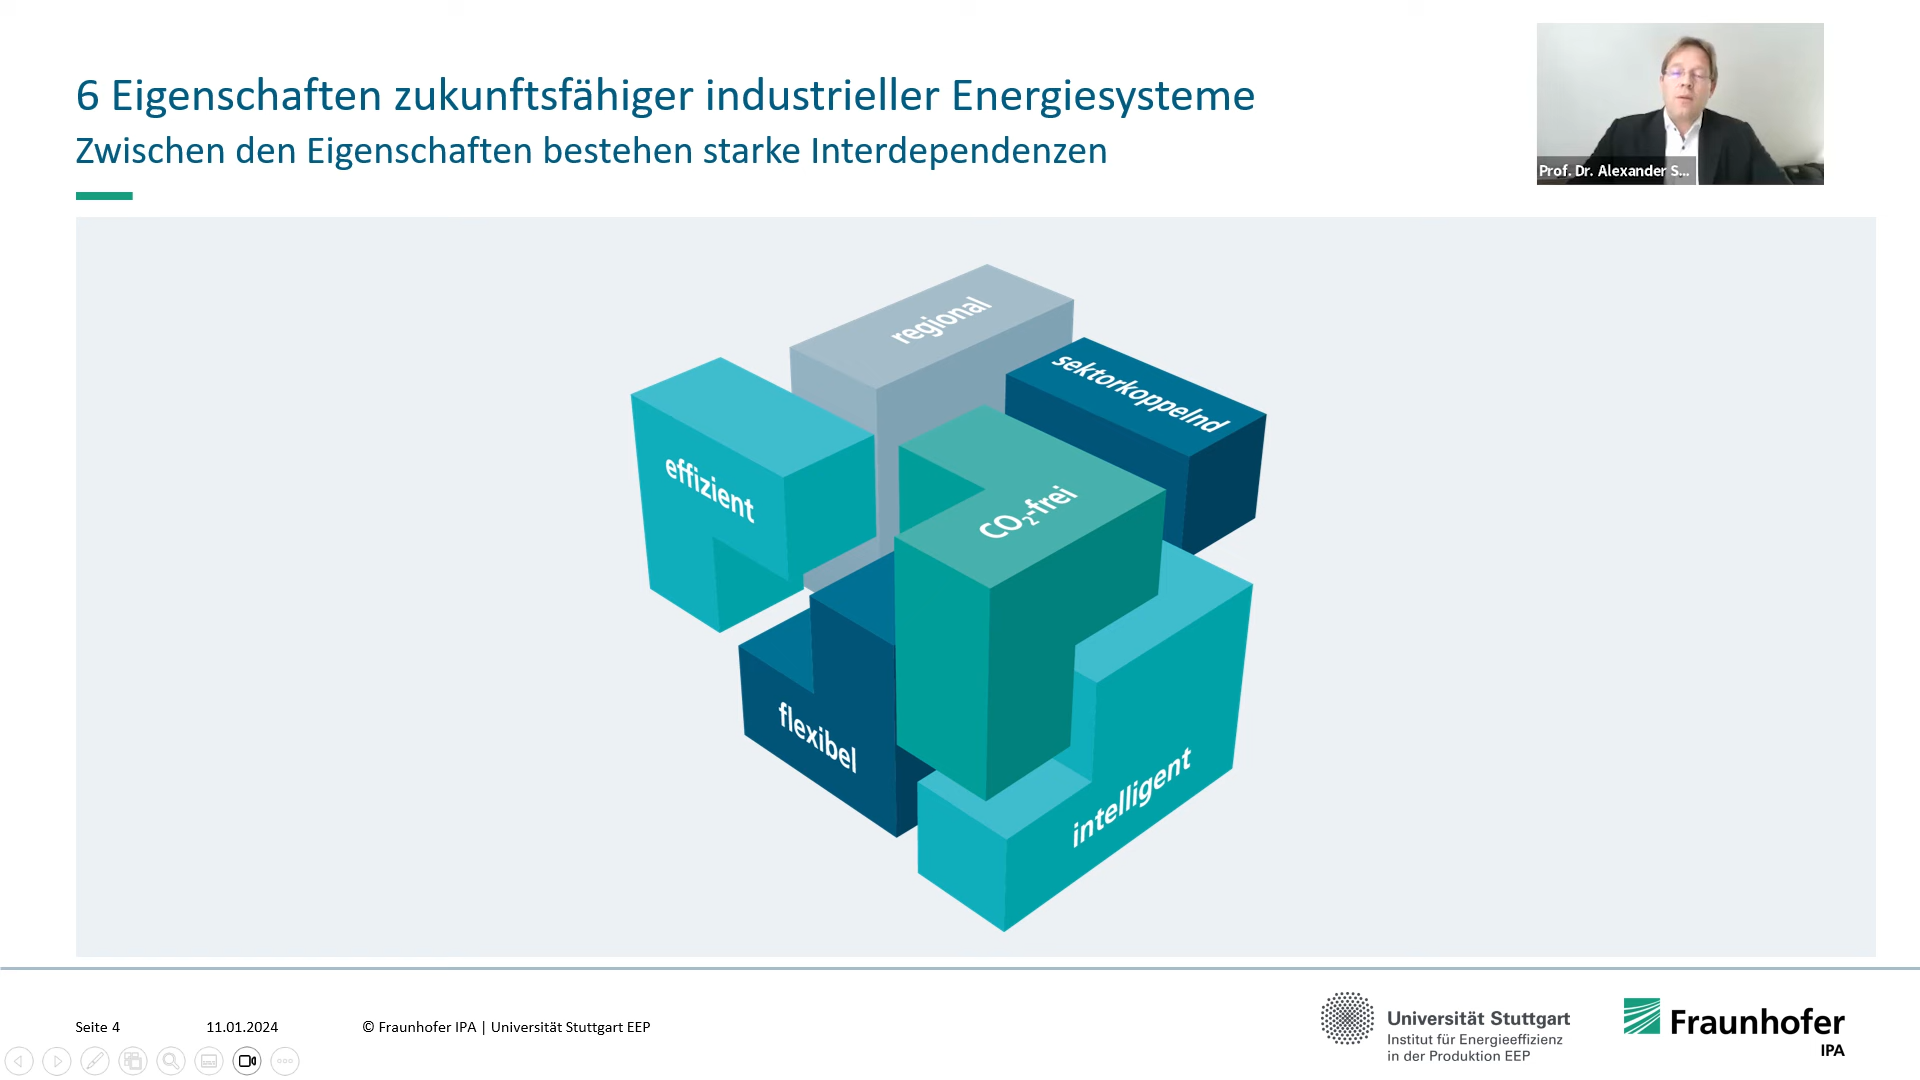 6 Eigenschaften zukunftsfähiger industrieller Energiesysteme
Zwischen den Eigenschaften bestehen starke Interdependenzen
Prof. Dr. Alexander S...
regional
sektorkoppelnd
effizient
CO₂-frei
flexibel
intelligent
Seite 4
11.01.2024
© Fraunhofer IPA | Universität Stuttgart EEP
Universität Stuttgart
Institut für Energieeffizienz
in der Produktion EEP
Fraunhofer
IPA